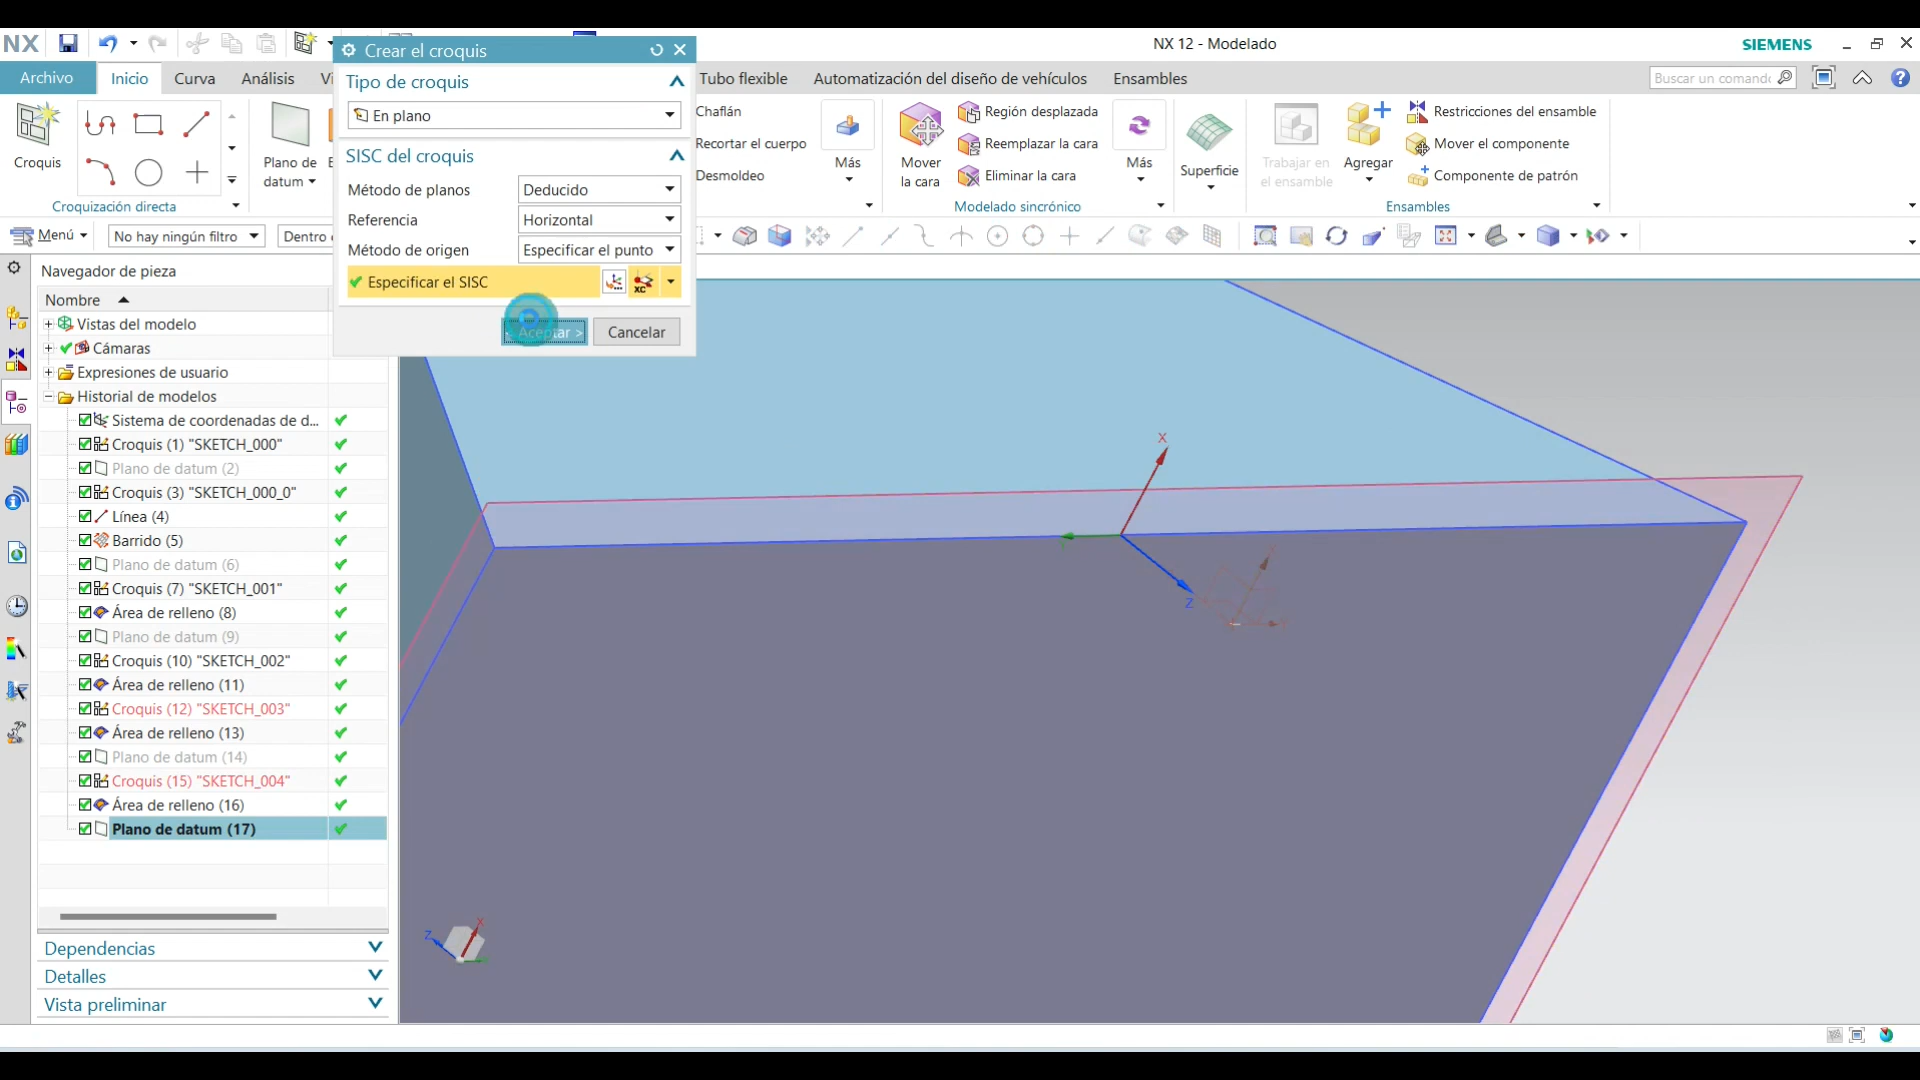 NX
NX 12 - Modelado
SIEMENS
Archivo
Inicio
Curva
Análisis
Tubo flexible
Automatización del diseño de vehículos
Ensambles
Buscar un comando
Crear el croquis
Tipo de croquis
En plano
SISC del croquis
Método de planos
Deducido
Referencia
Horizontal
Método de origen
Especificar el punto
Especificar el SISC
XC
Aceptar >
Cancelar
Croquis
Plano de
datum
Croquización directa
Chaflán
Recortar el cuerpo
Desmoldeo
Más
Mover
la cara
Región desplazada
Reemplazar la cara
Eliminar la cara
Más
Modelado sincrónico
Superficie
Trabajar en
el ensamble
Agregar
Restricciones del ensamble
Mover el componente
Componente de patrón
Ensambles
Menú
No hay ningún filtro
Dentro
Navegador de pieza
Nombre
Vistas del modelo
Cámaras
Expresiones de usuario
Historial de modelos
Sistema de coordenadas de d...
Croquis (1) "SKETCH_000"
Plano de datum (2)
Croquis (3) "SKETCH_000_0"
Línea (4)
Barrido (5)
Plano de datum (6)
Croquis (7) "SKETCH_001"
Área de relleno (8)
Plano de datum (9)
Croquis (10) "SKETCH_002"
Área de relleno (11)
Croquis (12) "SKETCH_003"
Área de relleno (13)
Plano de datum (14)
Croquis (15) "SKETCH_004"
Área de relleno (16)
Plano de datum (17)
Dependencias
Detalles
Vista preliminar
X
Z
X
Z